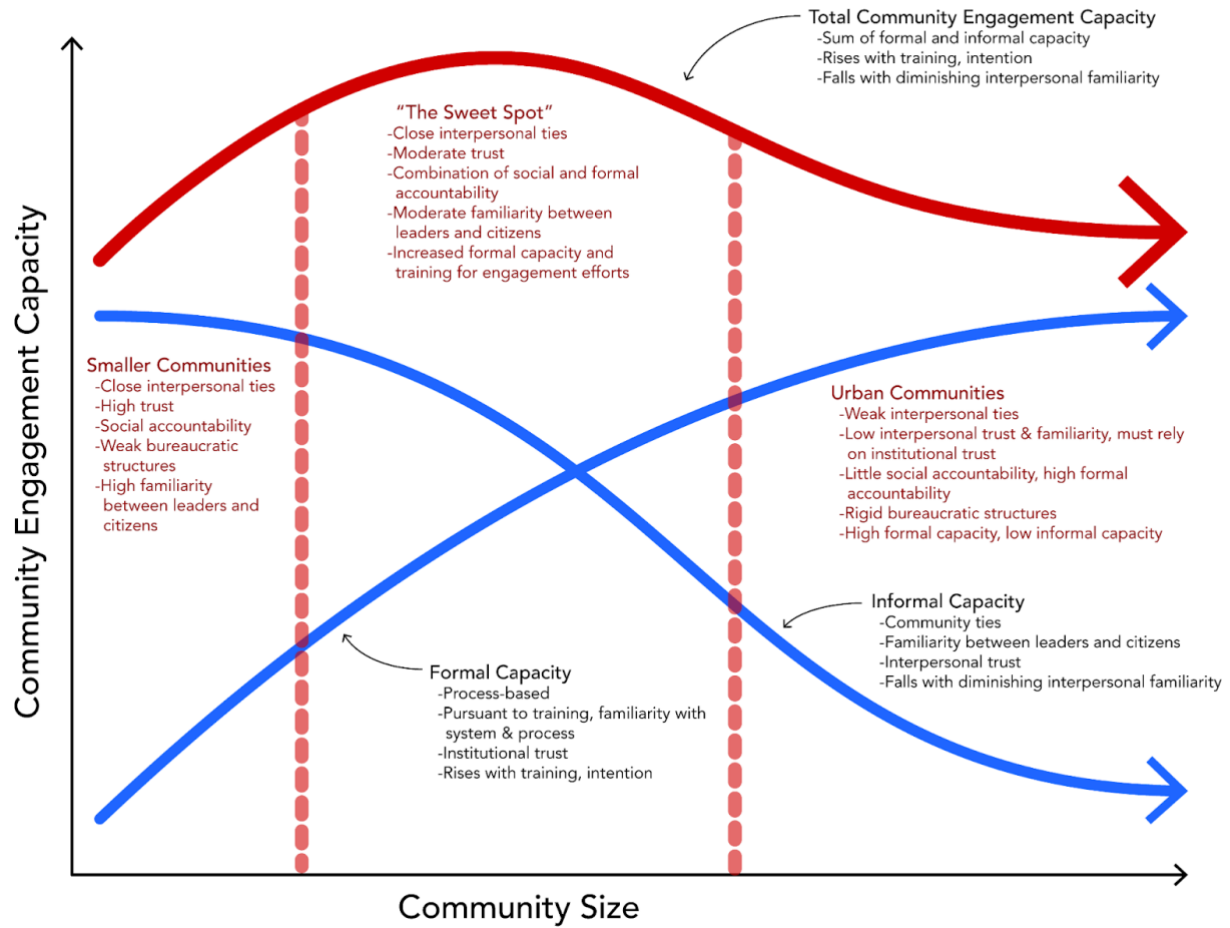 Total Community Engagement Capacity
-Sum of formal and informal capacity
-Rises with training, intention
-Falls with diminishing interpersonal familiarity
“The Sweet Spot”
-Close interpersonal ties
-Moderate trust
-Combination of social and formal
accountability
-Moderate familiarity between
leaders and citizens
-Increased formal capacity and
training for engagement efforts
Community Engagement Capacity
Smaller Communities
-Close interpersonal ties
-High trust
-Social accountability
-Weak bureaucratic
structures
-High familiarity
between leaders and
citizens
Urban Communities
-Weak interpersonal ties
-Low interpersonal trust & familiarity, must rely
on institutional trust
-Little social accountability, high formal
accountability
-Rigid bureaucratic structures
-High formal capacity, low informal capacity
Informal Capacity
-Community ties
-Familiarity between leaders and citizens
-Interpersonal trust
-Falls with diminishing interpersonal familiarity
Formal Capacity
-Process-based
-Pursuant to training, familiarity with
system & process
-Institutional trust
-Rises with training, intention
Community Size